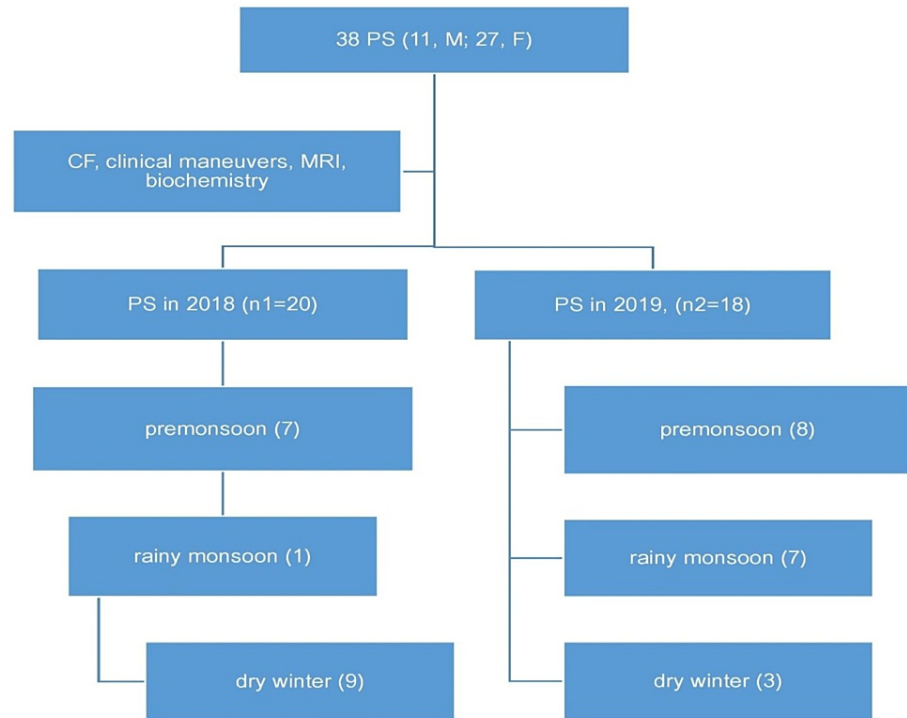 38 PS (11, M; 27, F)
CF, clinical maneuvers, MRI,
biochemistry
PS in 2018 (n1=20)
premonsoon (7)
rainy monsoon (1)
dry winter (9)
PS in 2019, (n2=18)
premonsoon (8)
rainy monsoon (7)
dry winter (3)